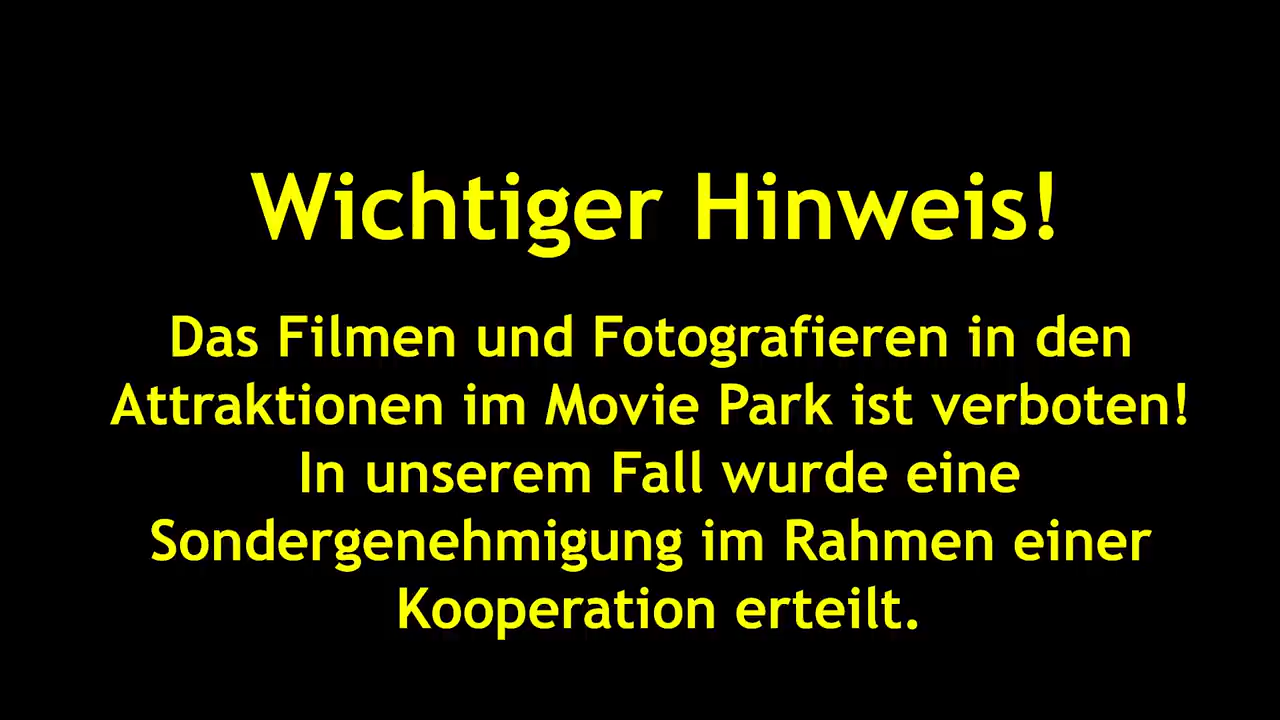 Wichtiger Hinweis!
Das Filmen und Fotografieren in den
Attraktionen im Movie Park ist verboten!
In unserem Fall wurde eine
Sondergenehmigung im Rahmen einer
Kooperation erteilt.